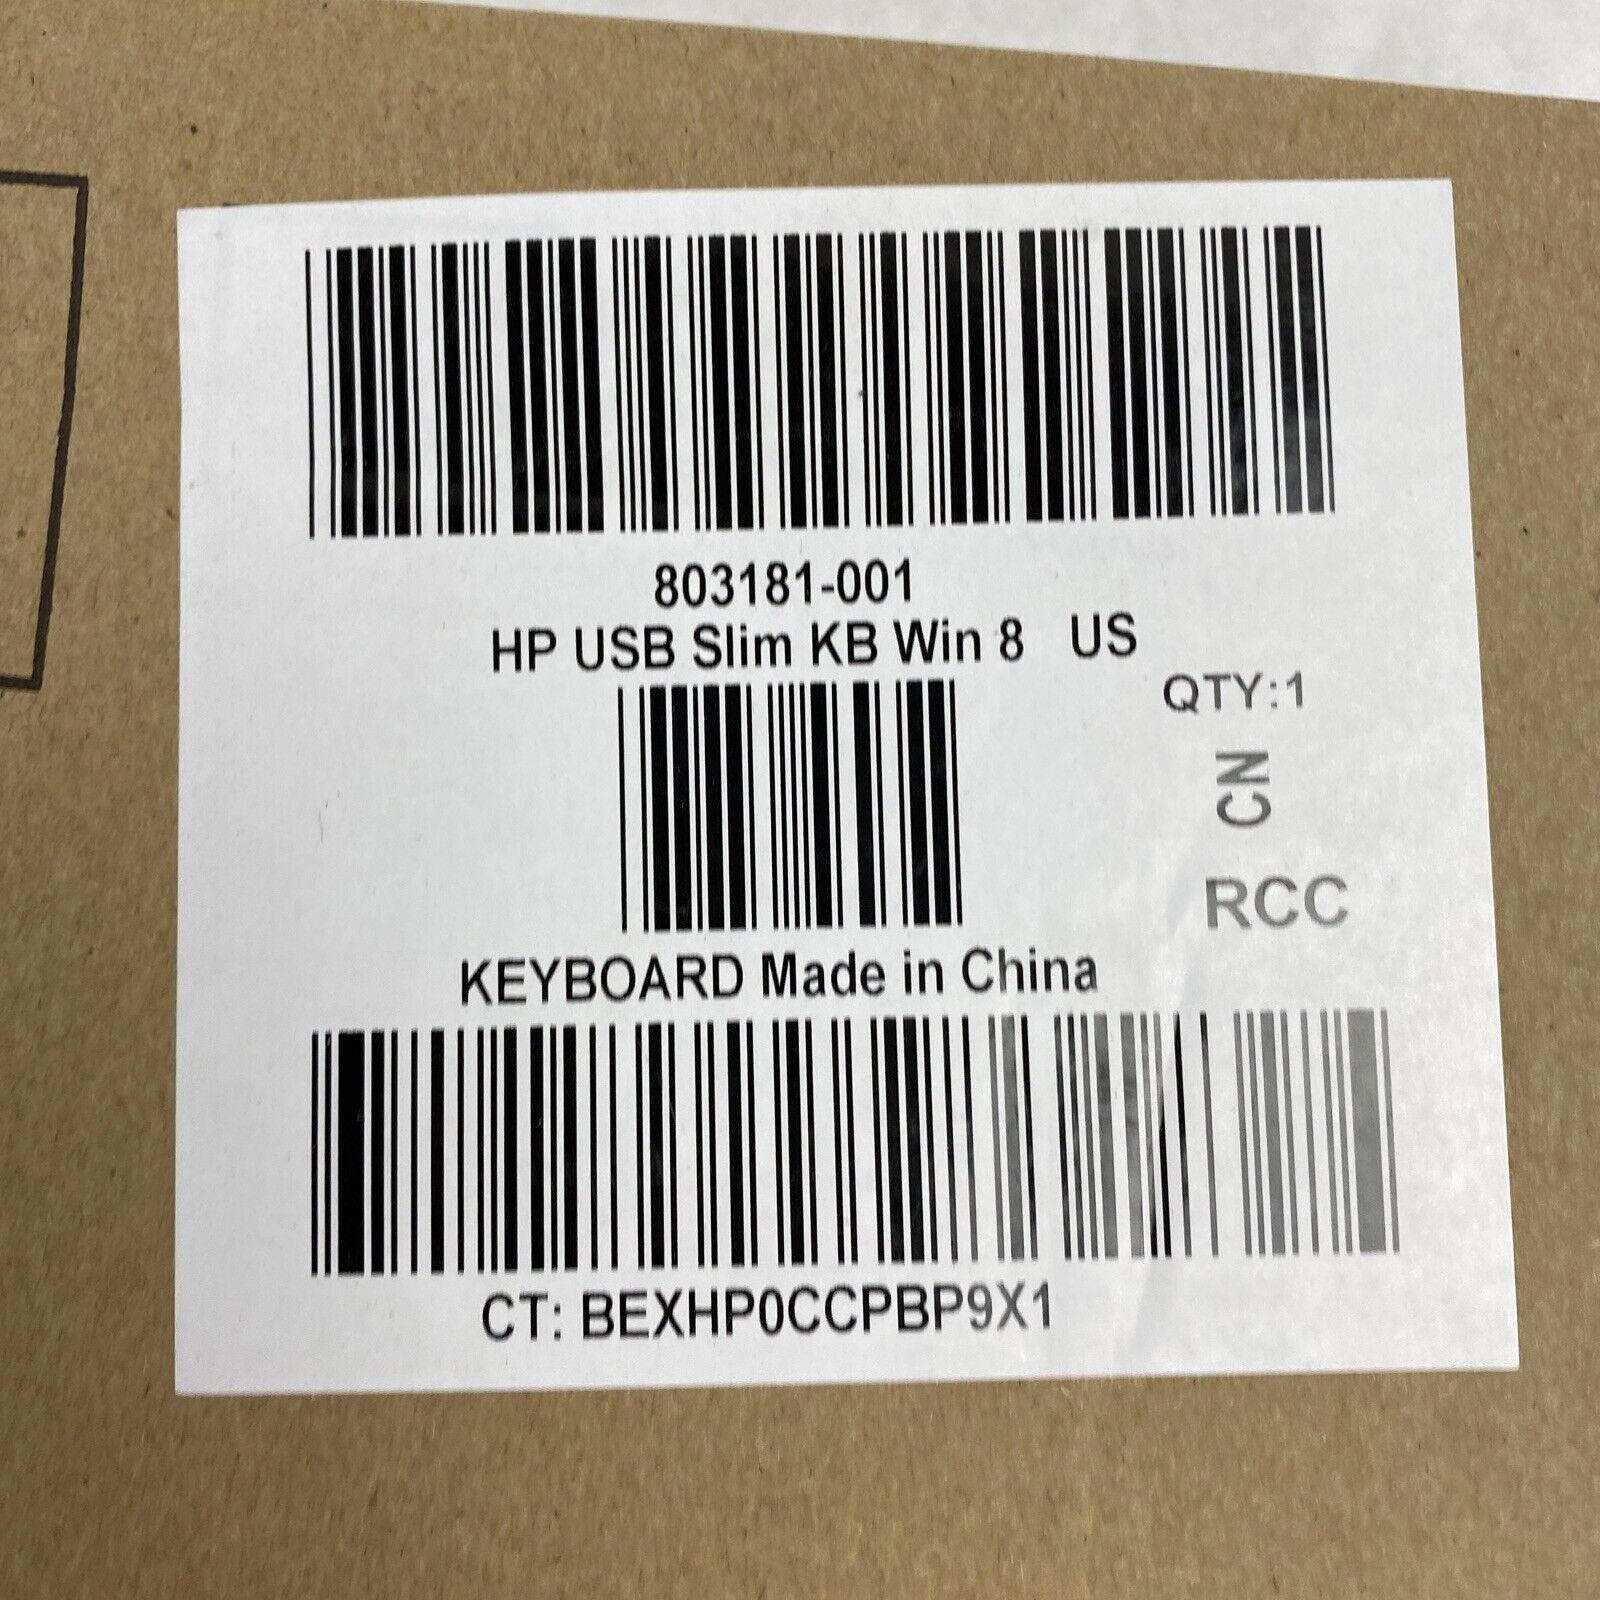 803181-001
HP USB Slim KB Win 8 US
QTY:1
CN
RCC
KEYBOARD Made in China
CT: BEXHP0CCPBP9X1